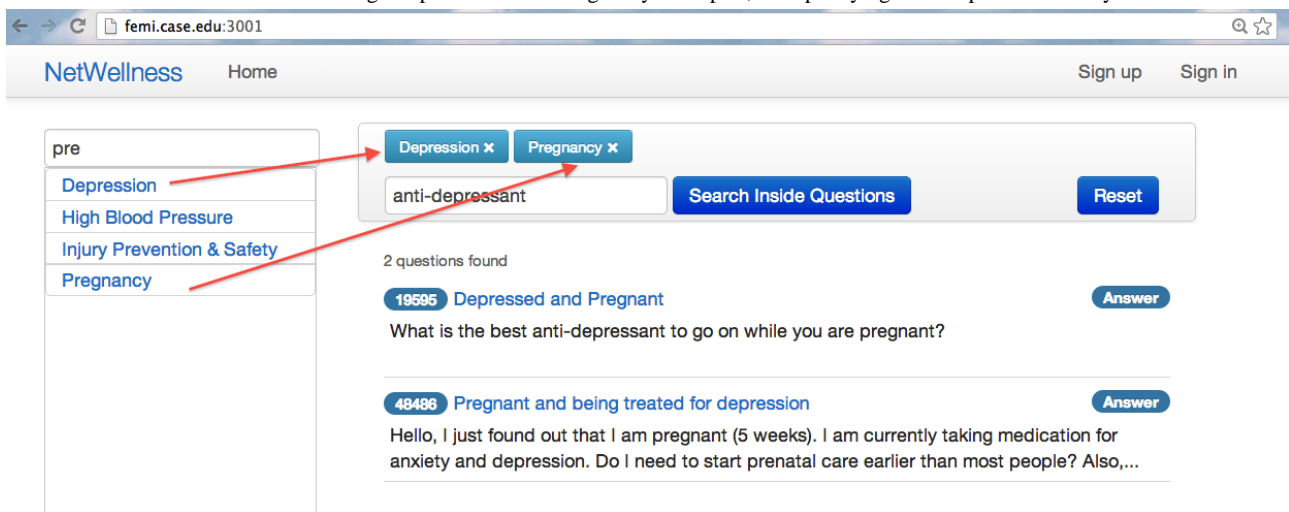 femi.case.edu:3001
NetWellness Home Sign up Sign in
pre
Depression
High Blood Pressure
Injury Prevention & Safety
Pregnancy
Depression × Pregnancy ×
anti-depressant Search Inside Questions Reset
2 questions found
19595 Depressed and Pregnant Answer
What is the best anti-depressant to go on while you are pregnant?
48486 Pregnant and being treated for depression Answer
Hello, I just found out that I am pregnant (5 weeks). I am currently taking medication for
anxiety and depression. Do I need to start prenatal care earlier than most people? Also,...